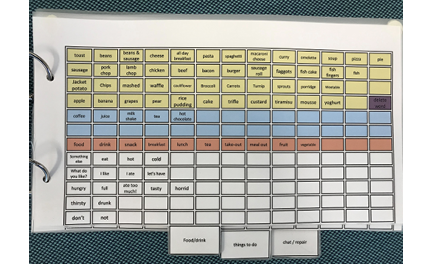 toast beans beans & sausage cheese all day breakfast pasta spaghetti macaroni cheese curry omelette soup pizza pie
sausage pork chop lamb chop chicken beef bacon burger sausage roll faggots fish cake fish fingers fish
Jacket potato Chips mashed waffle cauliflower Broccoli Carrots Turnip sprouts porridge
apple banana grapes pear rice pudding cake trifle custard tiramisu mousse yoghurt
coffee juice milk shake tea hot chocolate
food drink snack breakfast lunch tea take-out meal out fruit vegetable
Something else eat hot cold
What do you like? I like I ate let's have
hungry full ate too much! tasty horrid
thirsty drunk
don't not
Food/drink things to do chat / repair